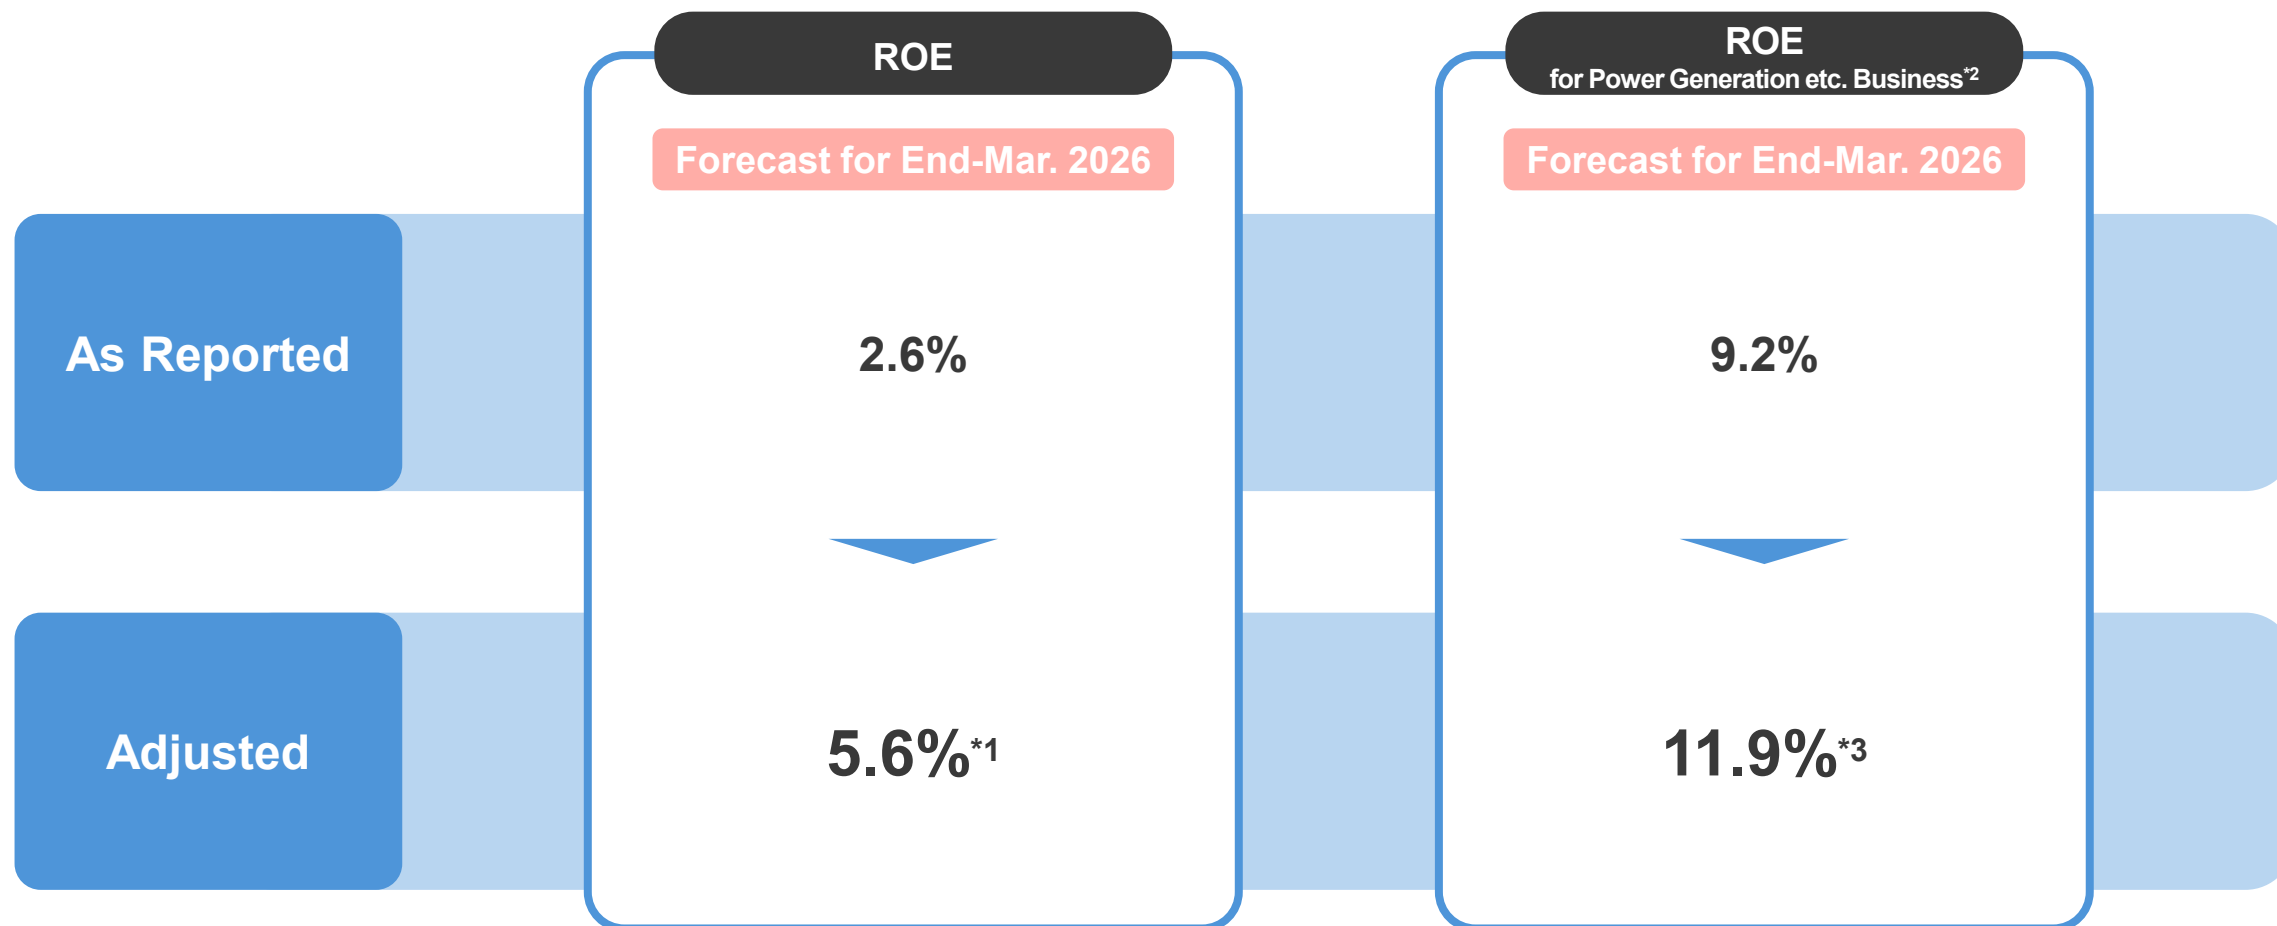 ROE
ROE
for Power Generation etc. Business*2
Forecast for End-Mar. 2026
Forecast for End-Mar. 2026
As Reported
2.6%
9.2%
Adjusted
5.6%*1
11.9%*3